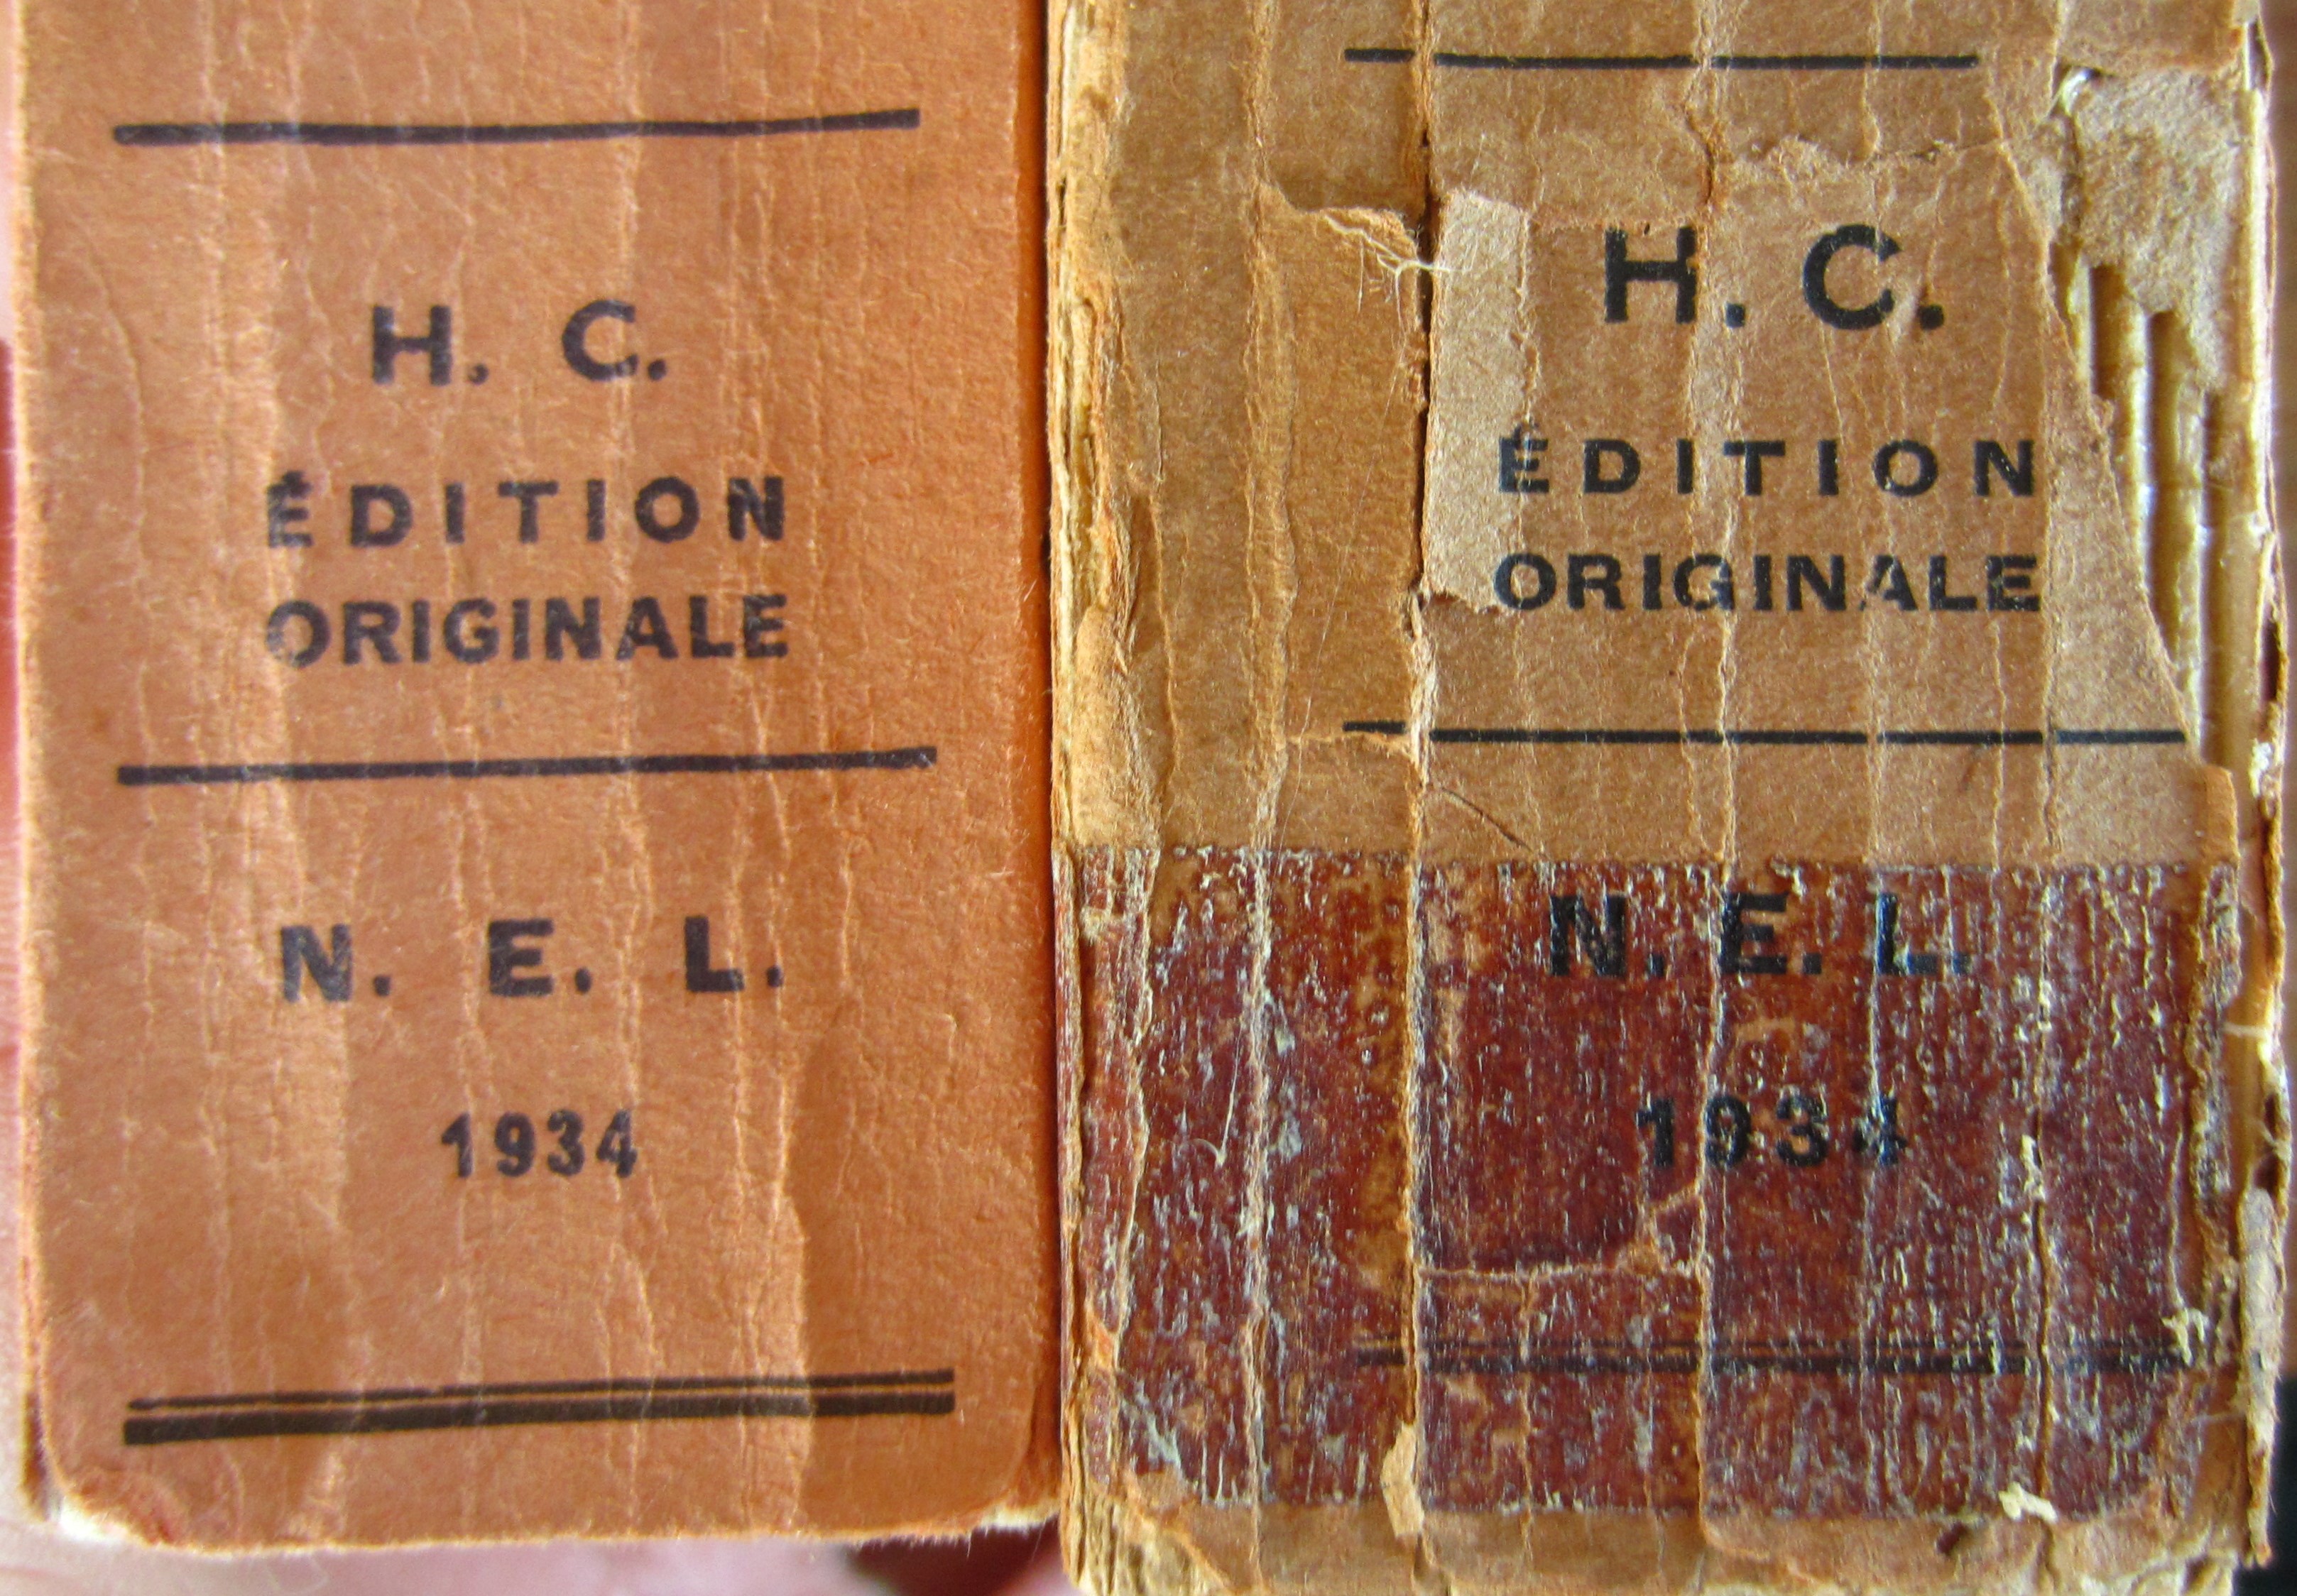 H. C.
ÉDITION
ORIGINALE
N. E. L.
1934
H. C.
ÉDITION
ORIGINALE
N. E. L.
1934